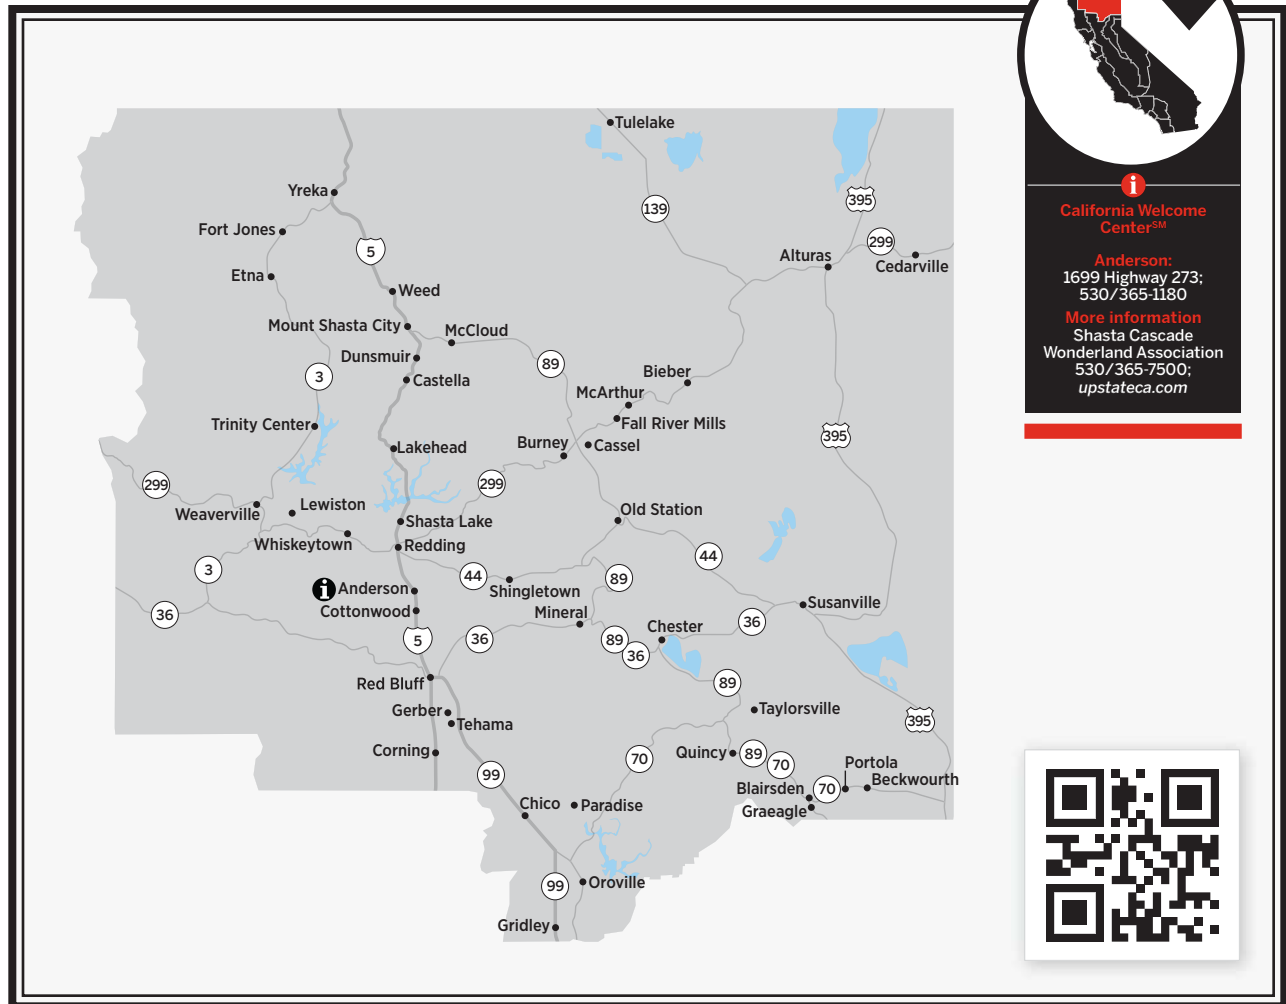 Tulelake
Yreka
139
395
Fort Jones
299
5
Alturas
Cedarville
Etna
Weed
Mount Shasta City
McCloud
Dunsmuir
89
Bieber
3
Castella
McArthur
Trinity Center
Fall River Mills
395
Burney
Cassel
Lakehead
299
299
Lewiston
Old Station
Weaverville
Shasta Lake
Whiskeytown
Redding
44
3
44
89
i
Anderson
Shingletown
Cottonwood
Mineral
Susanville
36
36
5
36
89
Chester
36
89
Red Bluff
Gerber
Taylorsville
Tehama
395
Corning
70
Quincy
89
70
Portola
99
Beckwourth
Blairsden
70
Chico
Paradise
Graeagle
99
Oroville
Gridley
i
California Welcome
Center℠
Anderson:
1699 Highway 273;
530/365-1180
More information
Shasta Cascade
Wonderland Association
530/365-7500;
upstateca.com